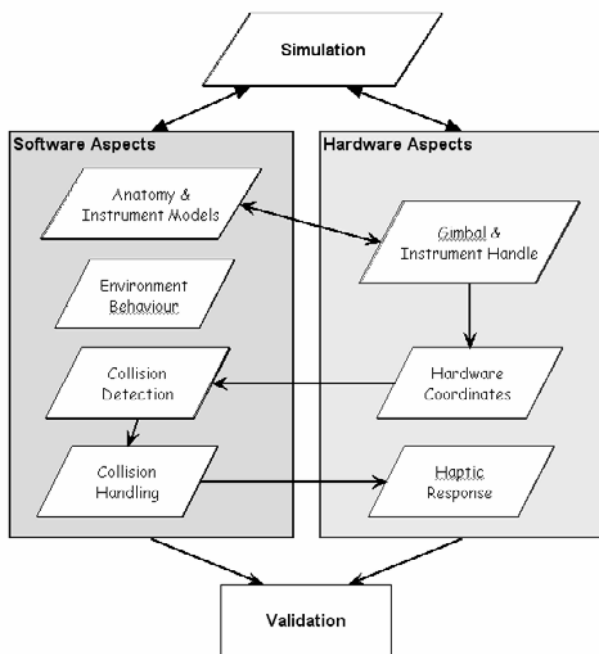 Simulation
Software Aspects
Anatomy &
Instrument Models
Environment
Behaviour
Collision
Detection
Collision
Handling
Hardware Aspects
Gimbal &
Instrument Handle
Hardware
Coordinates
Haptic
Response
Validation